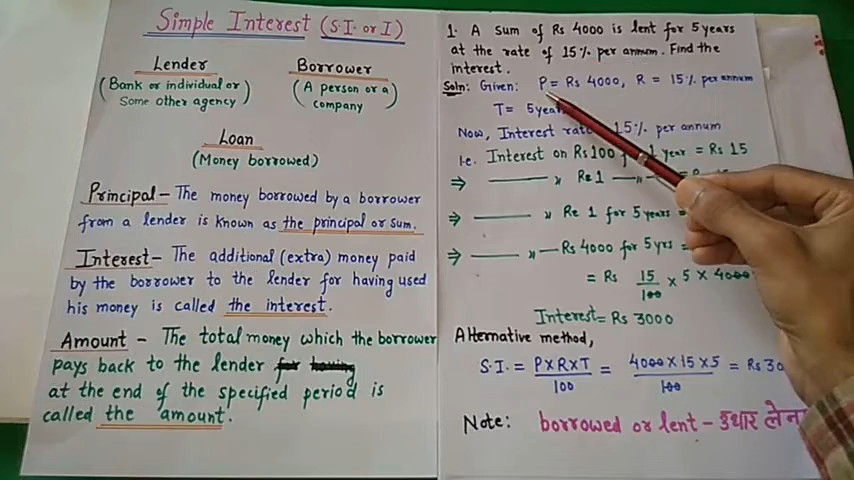 Simple Interest (S.I. or I)
Lender
(Bank or individual or
Some other agency)
Borrower
(A person or a
company)
Loan
(Money borrowed)
Principal- The money borrowed by a borrower
from a lender is known as the principal or sum.
Interest- The additional (extra) money paid
by the borrower to the lender for having used
his money is called the interest.
Amount - The total money which the borrower
pays back to the lender for having
at the end of the specified period is
called the amount.
1. A sum of Rs 4000 is lent for 5 years
at the rate of 15% per annum. Find the
interest.
Soln: Given: P = Rs 4000, R = 15% per annum
T = 5 years
Now, Interest rate 15% per annum
i.e. Interest on Rs 100 for 1 year = Rs 15
⇒ —— " Re 1 —"—
⇒ —— " Re 1 for 5 years =
⇒ —— " — Rs 4000 for 5 yrs =
= Rs 15/100 × 5 × 4000
Interest = Rs 3000
Alternative method,
S.I. = P×R×T/100 = 4000×15×5/100 = Rs 30
Note: borrowed or lent - उधार लेना